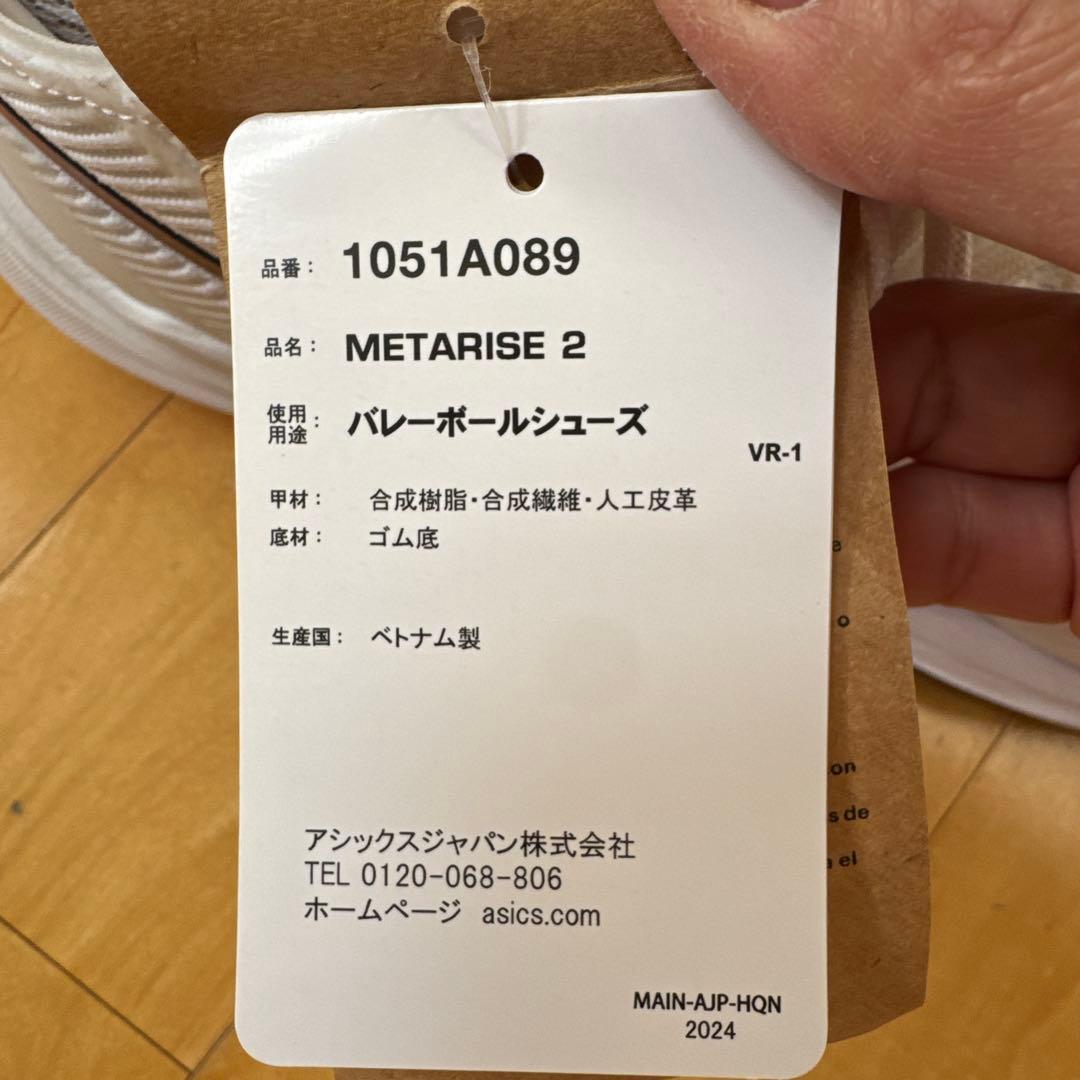 品番： 1051A089
品名： METARISE 2
使用用途： バレーボールシューズ
VR-1
甲材： 合成樹脂・合成繊維・人工皮革
底材： ゴム底
生産国： ベトナム製
アシックスジャパン株式会社
TEL 0120-068-806
ホームページ asics.com
MAIN-AJP-HQN
2024
o
on
s de
el